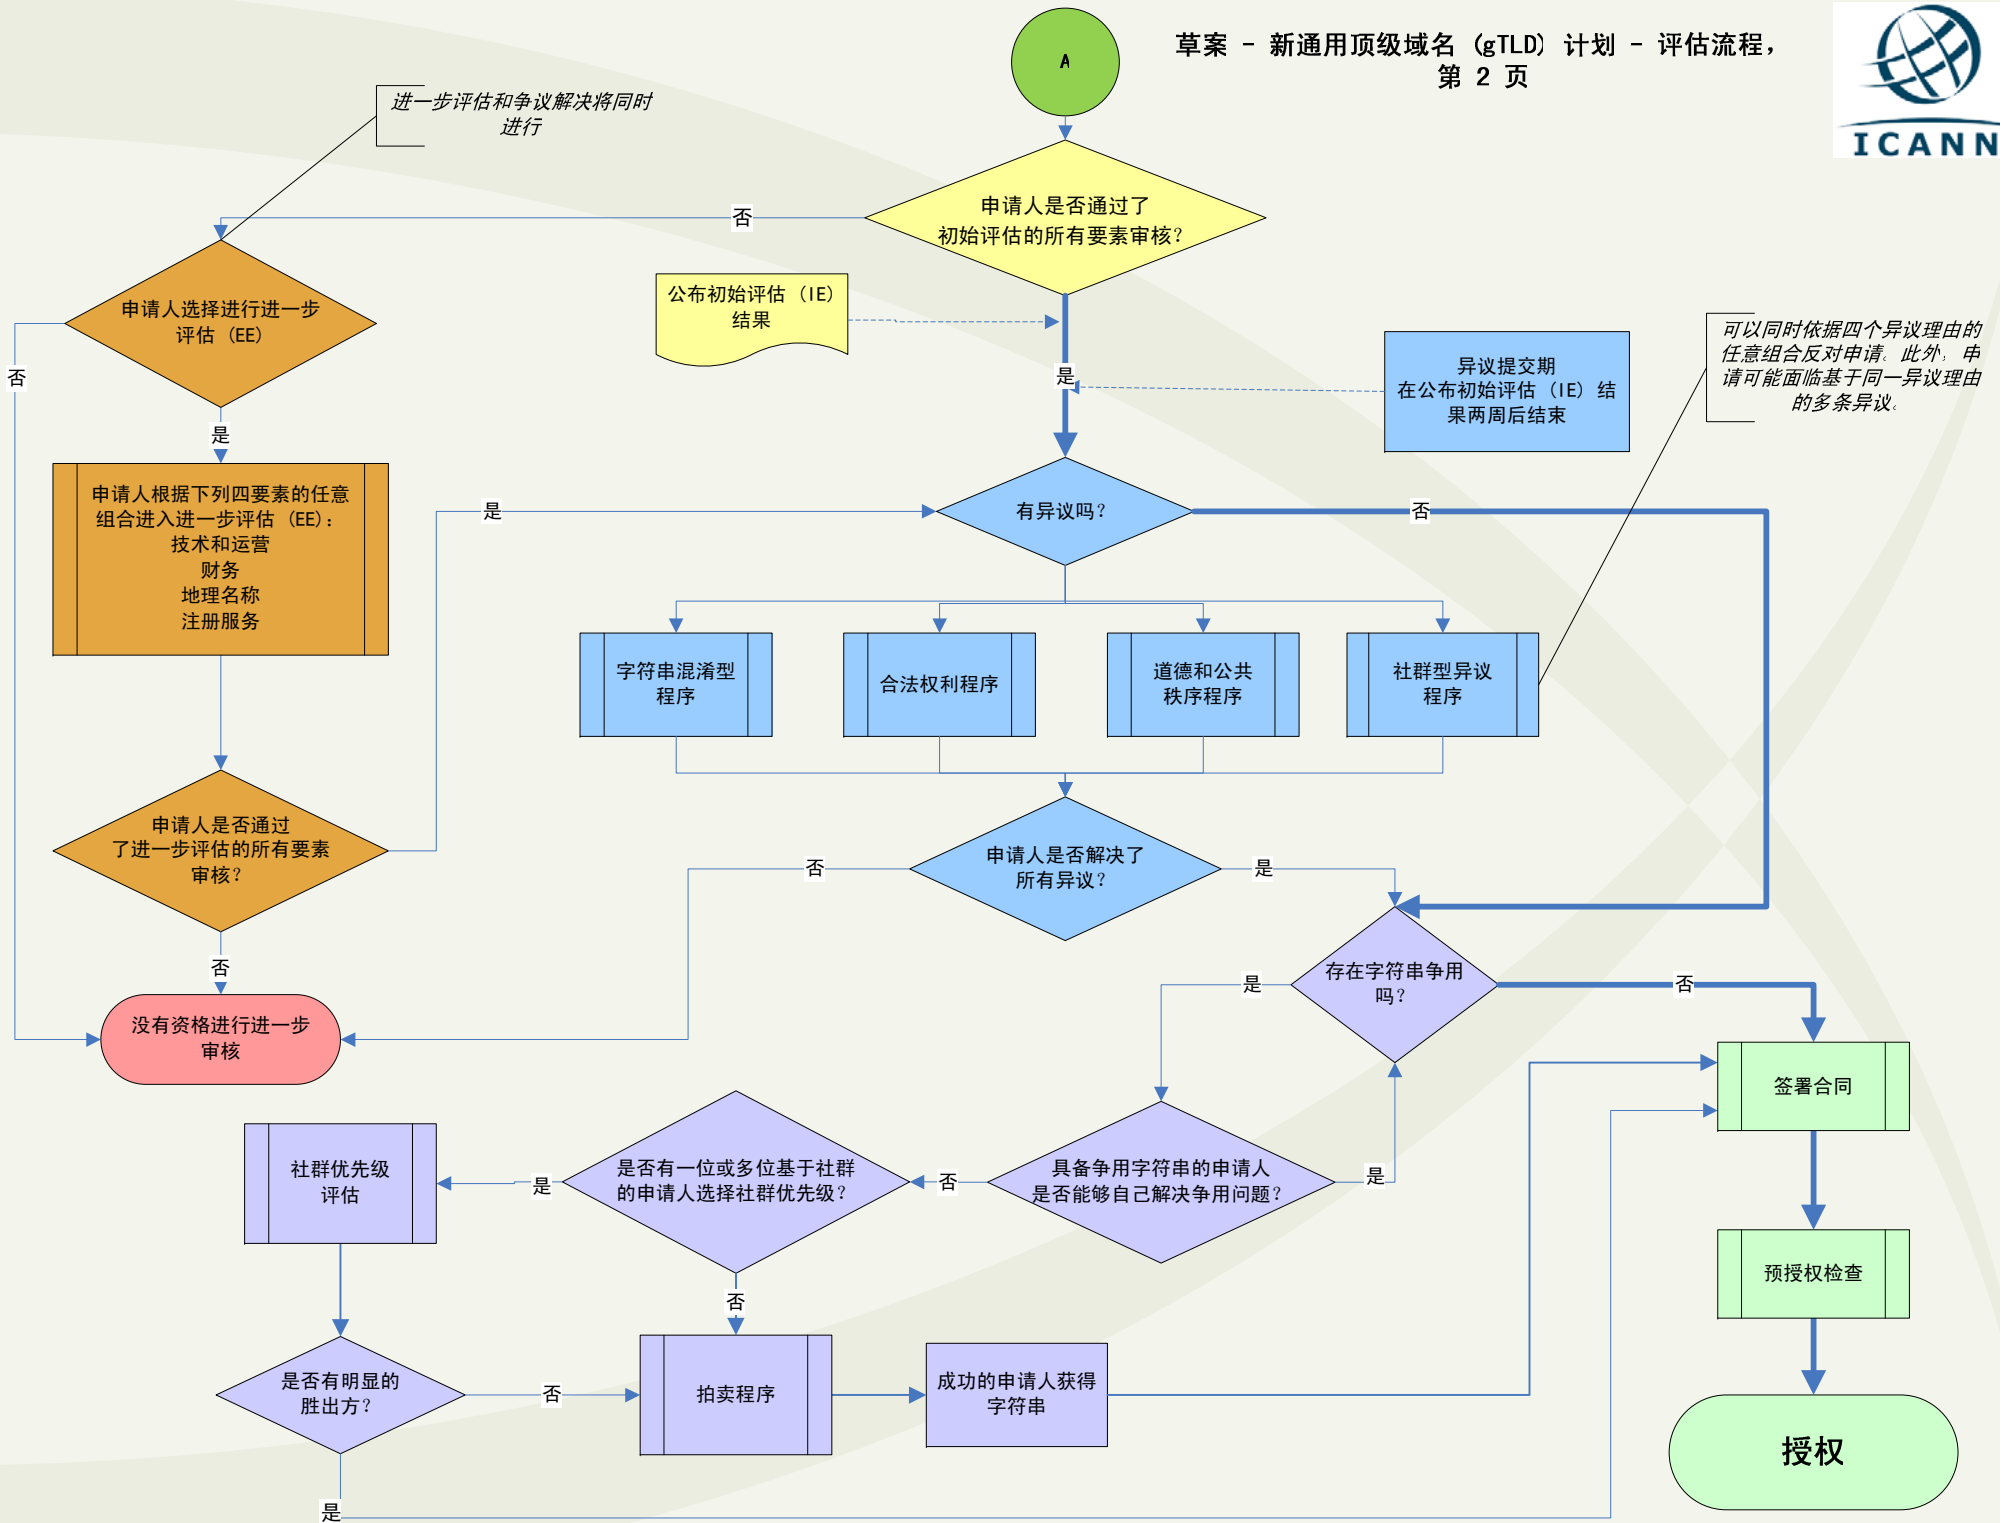 A
草案 - 新通用顶级域名 (gTLD) 计划 - 评估流程,
第 2 页
ICANN
进一步评估和争议解决将同时
进行
申请人是否通过了
初始评估的所有要素审核?
否
公布初始评估 (IE)
结果
是
异议提交期
在公布初始评估 (IE) 结
果两周后结束
可以同时依据四个异议理由的
任意组合反对申请。此外, 申
请可能面临基于同一异议理由
的多条异议。
申请人选择进行进一步
评估 (EE)
否
是
申请人根据下列四要素的任意
组合进入进一步评估 (EE):
技术和运营
财务
地理名称
注册服务
是
有异议吗?
否
字符串混淆型
程序
合法权利程序
道德和公共
秩序程序
社群型异议
程序
申请人是否通过
了进一步评估的所有要素
审核?
否
申请人是否解决了
所有异议?
否
是
没有资格进行进一步
审核
存在字符串争用
吗?
是
否
签署合同
社群优先级
评估
是
是否有一位或多位基于社群
的申请人选择社群优先级?
否
具备争用字符串的申请人
是否能够自己解决争用问题?
是
预授权检查
否
是否有明显的
胜出方?
否
拍卖程序
成功的申请人获得
字符串
授权
是